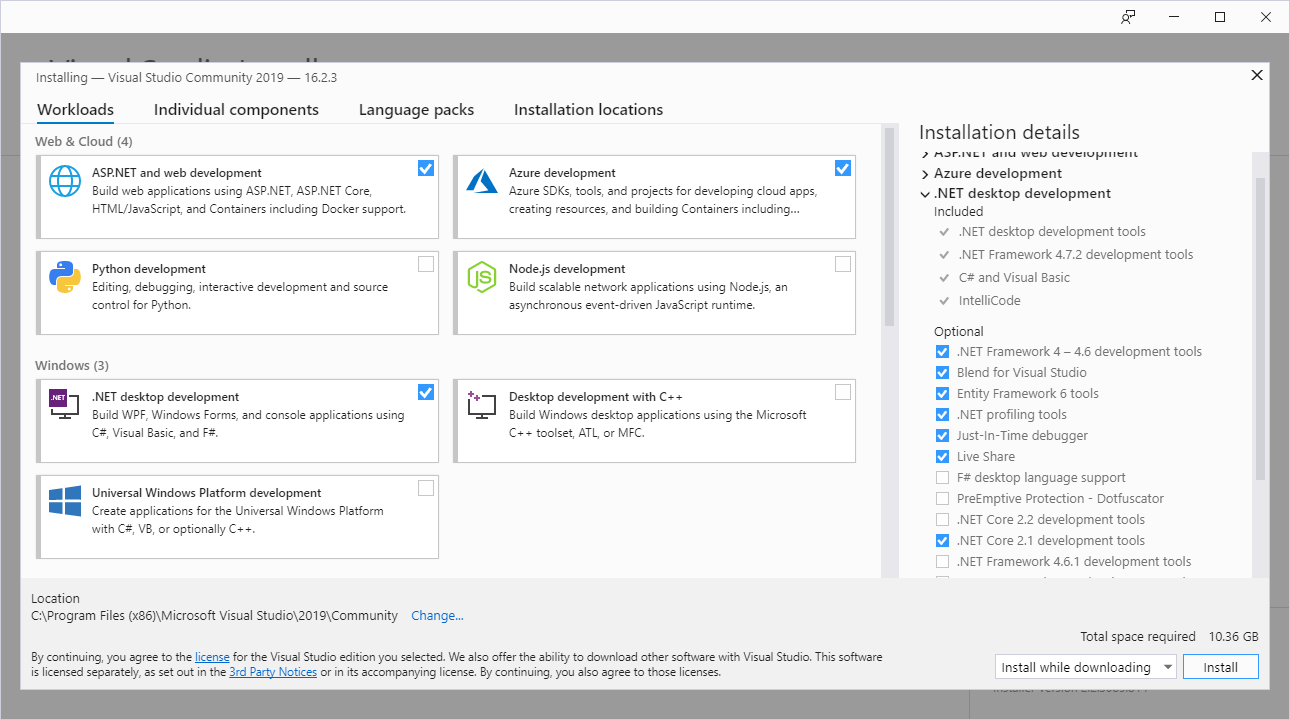 Installing — Visual Studio Community 2019 — 16.2.3
Workloads
Individual components
Language packs
Installation locations
Web & Cloud (4)
ASP.NET and web development
Build web applications using ASP.NET, ASP.NET Core,
HTML/JavaScript, and Containers including Docker support.
Azure development
Azure SDKs, tools, and projects for developing cloud apps,
creating resources, and building Containers including...
Python development
Editing, debugging, interactive development and source
control for Python.
Node.js development
Build scalable network applications using Node.js, an
asynchronous event-driven JavaScript runtime.
Windows (3)
.NET
.NET desktop development
Build WPF, Windows Forms, and console applications using
C#, Visual Basic, and F#.
Desktop development with C++
Build Windows desktop applications using the Microsoft
C++ toolset, ATL, or MFC.
Universal Windows Platform development
Create applications for the Universal Windows Platform
with C#, VB, or optionally C++.
Installation details
ASP.NET and web development
Azure development
.NET desktop development
Included
.NET desktop development tools
.NET Framework 4.7.2 development tools
C# and Visual Basic
IntelliCode
Optional
.NET Framework 4 – 4.6 development tools
Blend for Visual Studio
Entity Framework 6 tools
.NET profiling tools
Just-In-Time debugger
Live Share
F# desktop language support
PreEmptive Protection - Dotfuscator
.NET Core 2.2 development tools
.NET Core 2.1 development tools
.NET Framework 4.6.1 development tools
Location
C:\Program Files (x86)\Microsoft Visual Studio\2019\Community
Change...
Total space required 10.36 GB
By continuing, you agree to the license for the Visual Studio edition you selected. We also offer the ability to download other software with Visual Studio. This software
is licensed separately, as set out in the 3rd Party Notices or in its accompanying license. By continuing, you also agree to those licenses.
Install while downloading
Install